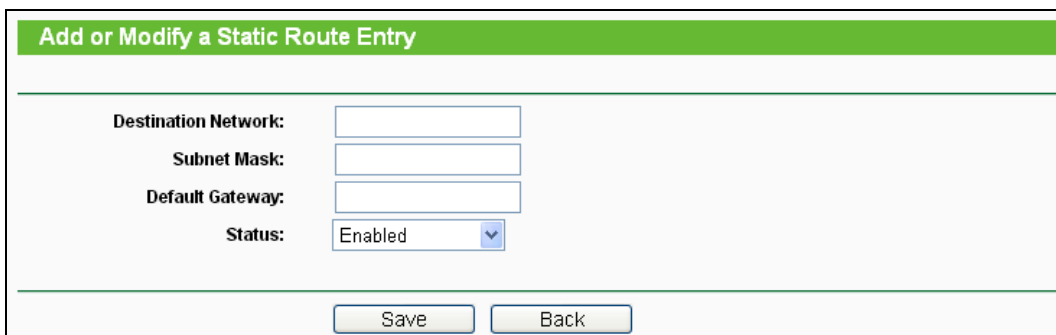 Add or Modify a Static Route Entry
Destination Network:
Subnet Mask:
Default Gateway:
Status: Enabled
Save Back